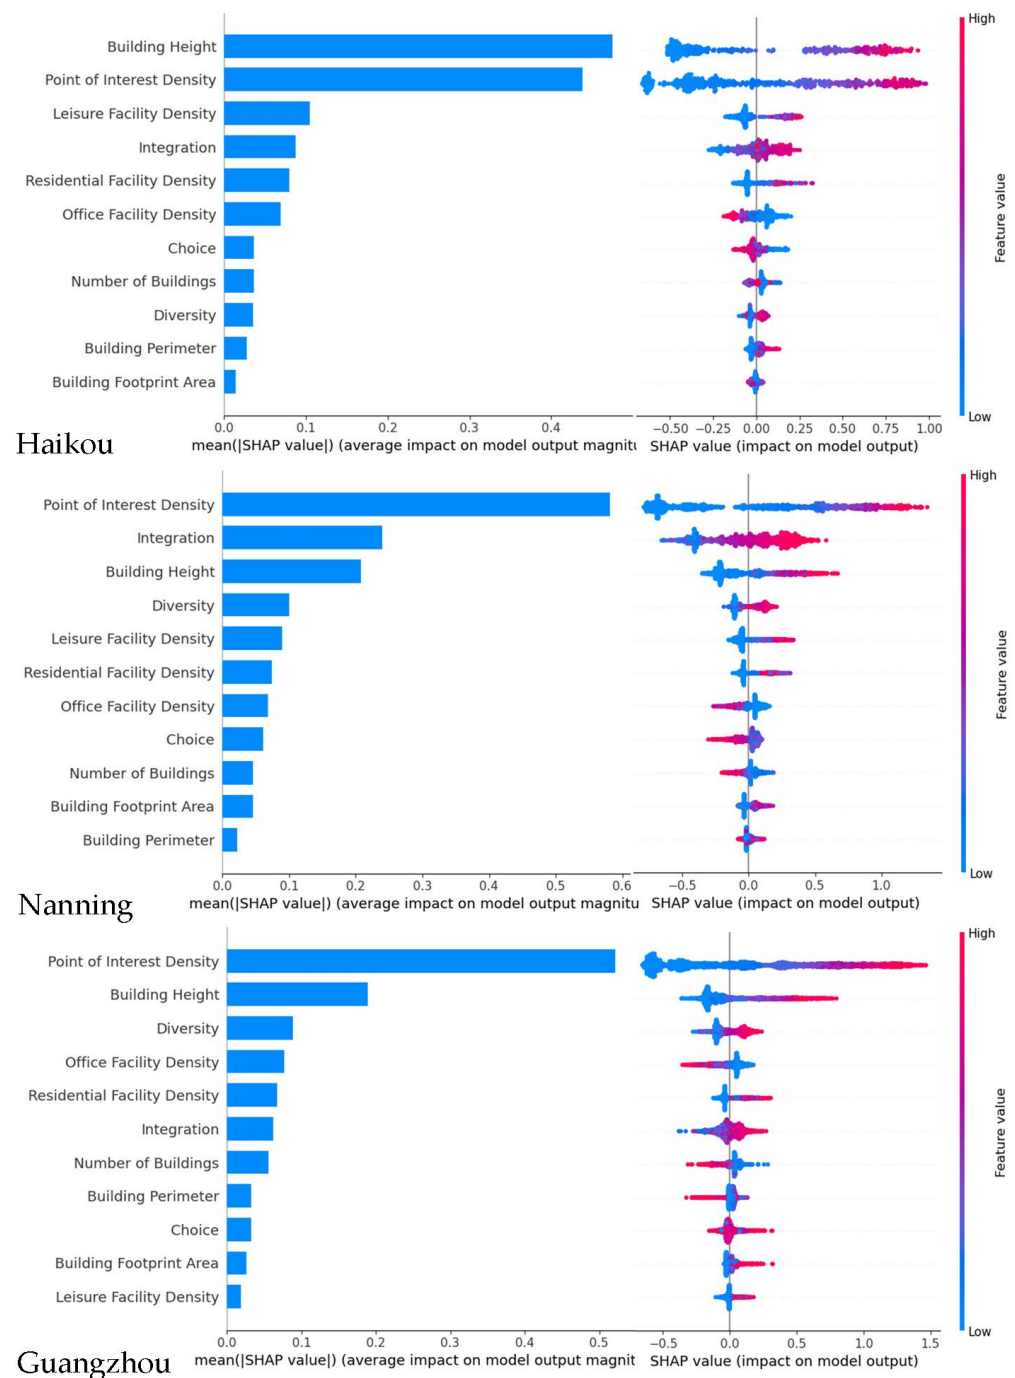 High
Building Height
Point of Interest Density
Leisure Facility Density
Integration
Residential Facility Density
Office Facility Density
Choice
Number of Buildings
Diversity
Building Perimeter
Building Footprint Area
Feature value
Low
0.0 0.1 0.2 0.3 0.4
−0.50 −0.25 0.00 0.25 0.50 0.75 1.00
Haikou
mean(|SHAP value|) (average impact on model output magnitu
SHAP value (impact on model output)
High
Point of Interest Density
Integration
Building Height
Diversity
Leisure Facility Density
Residential Facility Density
Office Facility Density
Choice
Number of Buildings
Building Footprint Area
Building Perimeter
Feature value
Low
0.0 0.1 0.2 0.3 0.4 0.5 0.6
−0.5 0.0 0.5 1.0
Nanning
mean(|SHAP value|) (average impact on model output magnitu
SHAP value (impact on model output)
High
Point of Interest Density
Building Height
Diversity
Office Facility Density
Residential Facility Density
Integration
Number of Buildings
Building Perimeter
Choice
Building Footprint Area
Leisure Facility Density
Feature value
Low
0.0 0.1 0.2 0.3 0.4 0.5
0.0 0.5 1.0 1.5
Guangzhou
mean(|SHAP value|) (average impact on model output magnit
SHAP value (impact on model output)